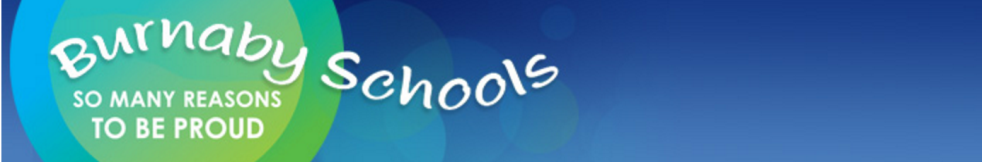 Burnaby Schools
SO MANY REASONS
TO BE PROUD